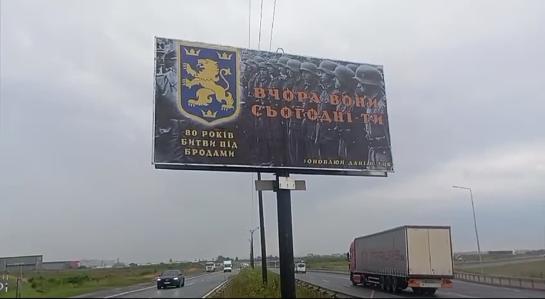 ВЧОРА ВОНИ
СЬОГОДНІ ТИ
80 РОКІВ
БИТВИ ПІД
БРОДАМИ